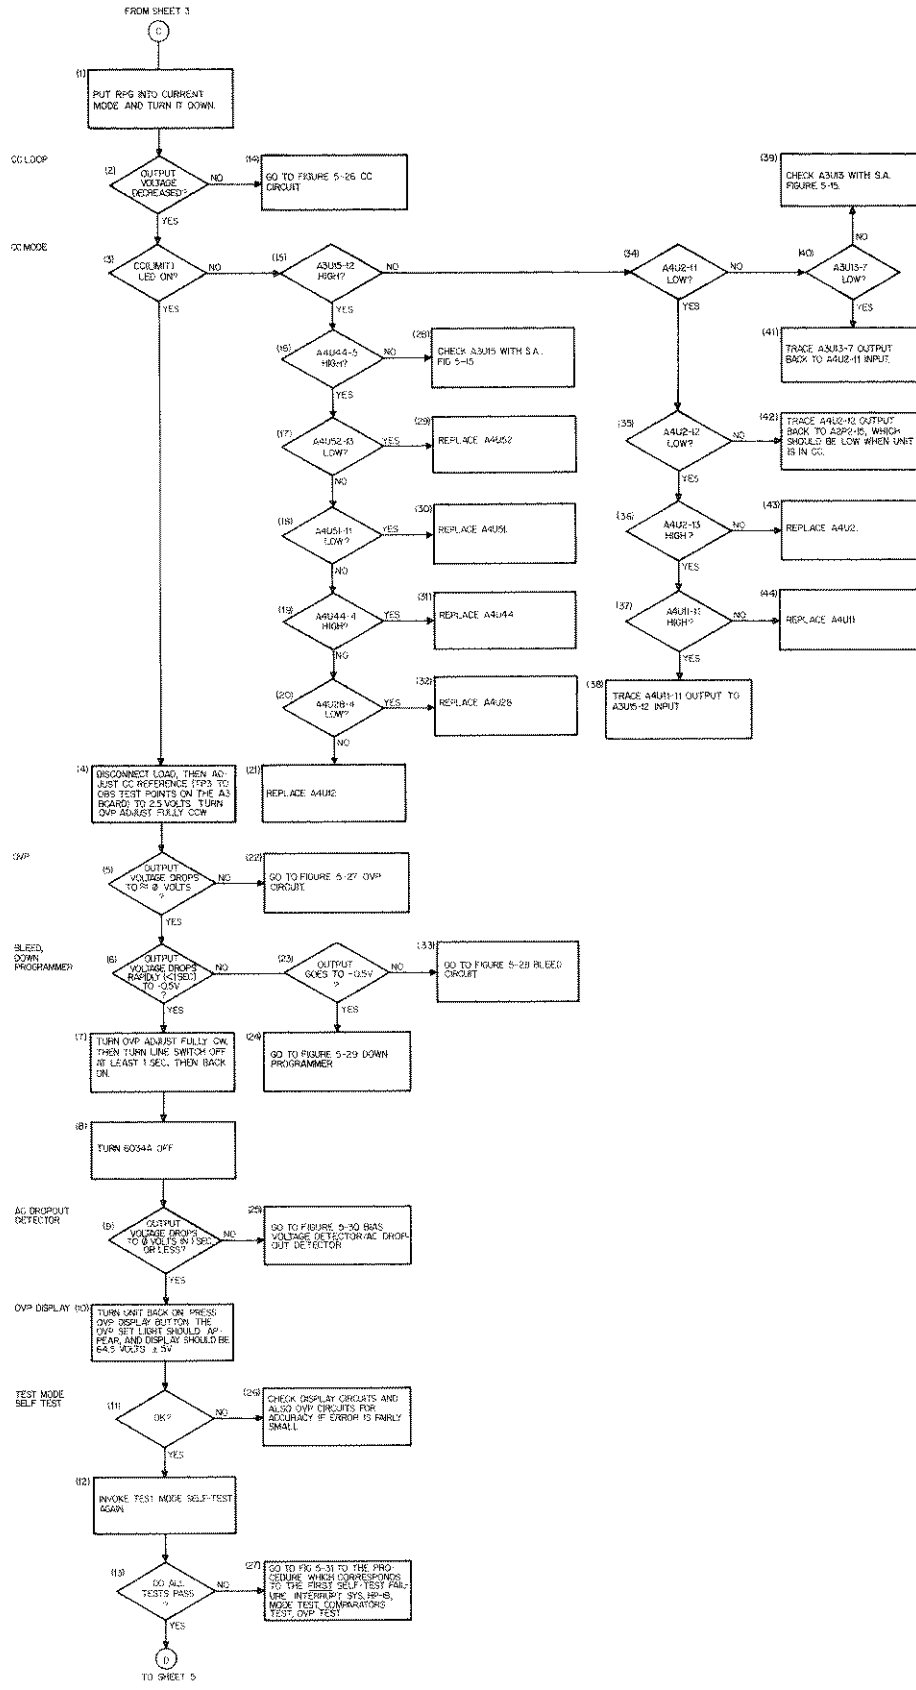 FROM SHEET 3
C
(1)
PUT RPG INTO CURRENT
MODE AND TURN IT DOWN.
CC LOOP
(2)
OUTPUT
VOLTAGE
DECREASED?
NO
YES
(14)
GO TO FIGURE 5-26 CC
CIRCUIT
CC MODE
(3)
CC(LIMIT)
LED ON?
NO
YES
(15)
A3U15-12
HIGH?
NO
YES
(34)
A4U2-11
LOW?
NO
YES
(40)
A3U13-7
LOW?
NO
YES
(39)
CHECK A3U13 WITH S.A.
FIGURE 5-15.
(41)
TRACE A3U13-7 OUTPUT
BACK TO A4U2-11 INPUT.
(16)
A4U44-5
HIGH?
NO
YES
(28)
CHECK A3U15 WITH S.A.
FIG 5-15
(17)
A4U52-13
LOW?
YES
NO
(29)
REPLACE A4U52
(35)
A4U2-12
LOW?
NO
YES
(42)
TRACE A4U2-12 OUTPUT
BACK TO A2P2-15, WHICH
SHOULD BE LOW WHEN UNIT
IS IN CC.
(18)
A4U51-11
LOW?
YES
NO
(30)
REPLACE A4U51.
(36)
A4U2-13
HIGH?
NO
YES
(43)
REPLACE A4U2.
(19)
A4U44-4
HIGH?
YES
NO
(31)
REPLACE A4U44
(37)
A4U11-11
HIGH?
NO
YES
(44)
REPLACE A4U11
(20)
A4U28-4
LOW?
YES
NO
(32)
REPLACE A4U28
(38)
TRACE A4U11-11 OUTPUT TO
A3U15-12 INPUT
(4)
DISCONNECT LOAD, THEN AD-
JUST CC REFERENCE (TP3 TO
OBS TEST POINTS ON THE A3
BOARD) TO 2.5 VOLTS. TURN
OVP ADJUST FULLY CCW
(21)
REPLACE A4U12
OVP
(5)
OUTPUT
VOLTAGE DROPS
TO ≈ 0 VOLTS
?
NO
YES
(22)
GO TO FIGURE 5-27 OVP
CIRCUIT.
BLEED,
DOWN
PROGRAMMER
(6)
OUTPUT
VOLTAGE DROPS
RAPIDLY (<1SEC)
TO -0.5V
?
NO
YES
(23)
OUTPUT
GOES TO -0.5V
?
NO
YES
(33)
GO TO FIGURE 5-28 BLEED
CIRCUIT
(7)
TURN OVP ADJUST FULLY CW,
THEN TURN LINE SWITCH OFF
AT LEAST 1 SEC. THEN BACK
ON.
(24)
GO TO FIGURE 5-29 DOWN
PROGRAMMER
(8)
TURN 6034A OFF
AC DROPOUT
DETECTOR
(9)
OUTPUT
VOLTAGE DROPS
TO 0 VOLTS IN 1 SEC
OR LESS?
NO
YES
(25)
GO TO FIGURE 5-30 BIAS
VOLTAGE DETECTOR/AC DROP-
OUT DETECTOR
OVP DISPLAY (10)
TURN UNIT BACK ON. PRESS
OVP DISPLAY BUTTON. THE
OVP SET LIGHT SHOULD AP-
PEAR, AND DISPLAY SHOULD BE
64.5 VOLTS ± .5V
TEST MODE
SELF TEST
(11)
OK?
NO
YES
(26)
CHECK DISPLAY CIRCUITS AND
ALSO OVP CIRCUITS FOR
ACCURACY IF ERROR IS FAIRLY
SMALL
(12)
INVOKE TEST MODE SELF-TEST
AGAIN
(13)
DO ALL
TESTS PASS
?
NO
YES
(27)
GO TO FIG 5-31 TO THE PRO-
CEDURE WHICH CORRESPONDS
TO THE FIRST SELF-TEST FAIL-
URE INTERRUPT SYS, HP-IB,
MODE TEST, COMPARATORS
TEST, OVP TEST
D
TO SHEET 5